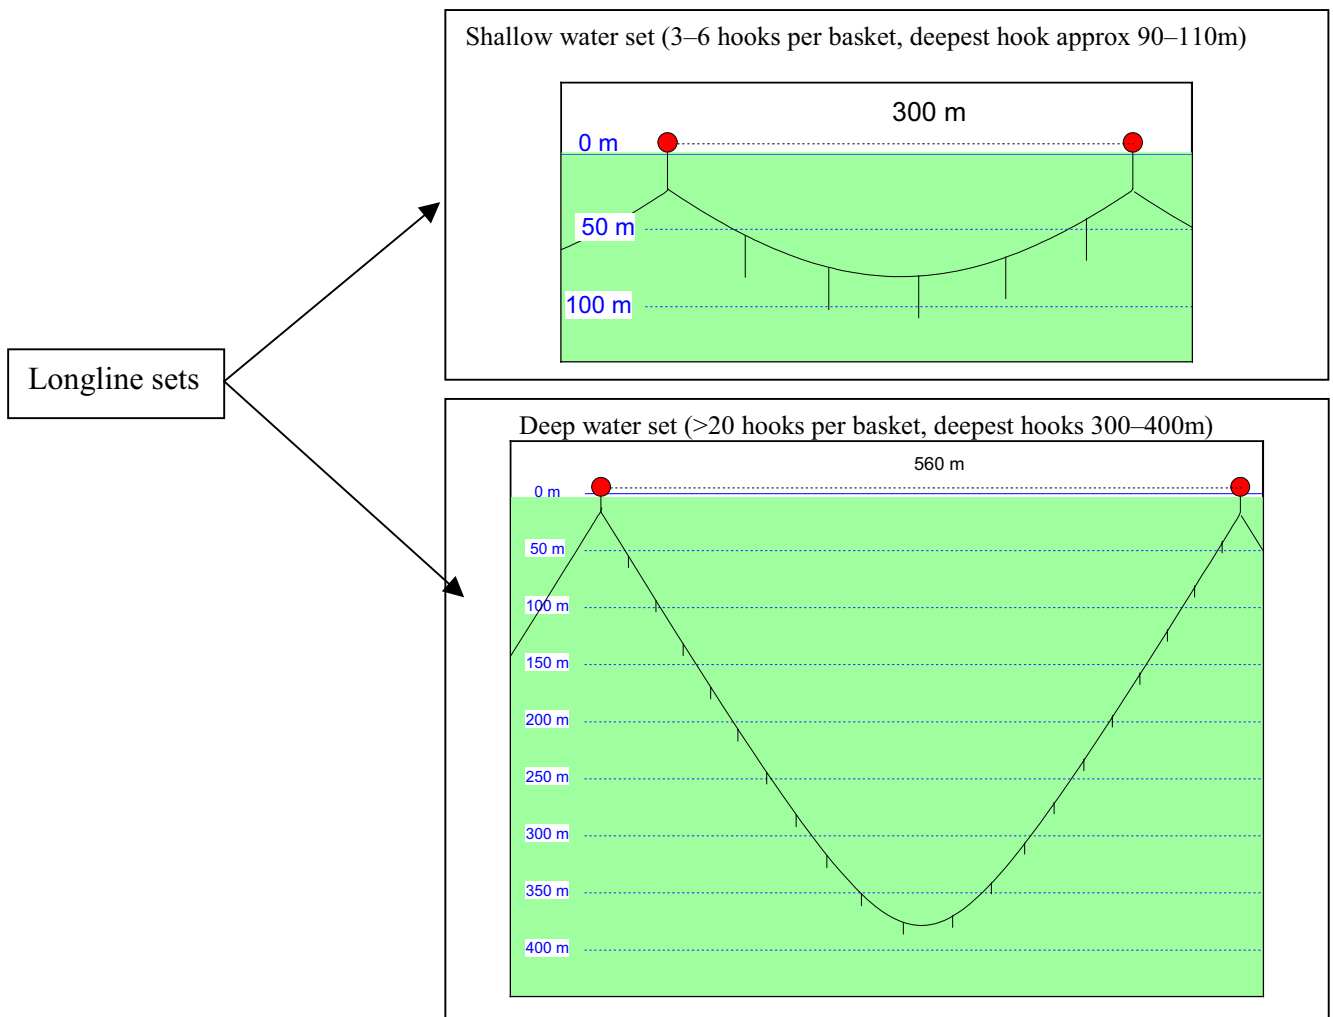 Shallow water set (3–6 hooks per basket, deepest hook approx 90–110m)
300 m
0 m
50 m
100 m
Longline sets
Deep water set (>20 hooks per basket, deepest hooks 300–400m)
560 m
0 m
50 m
100 m
150 m
200 m
250 m
300 m
350 m
400 m